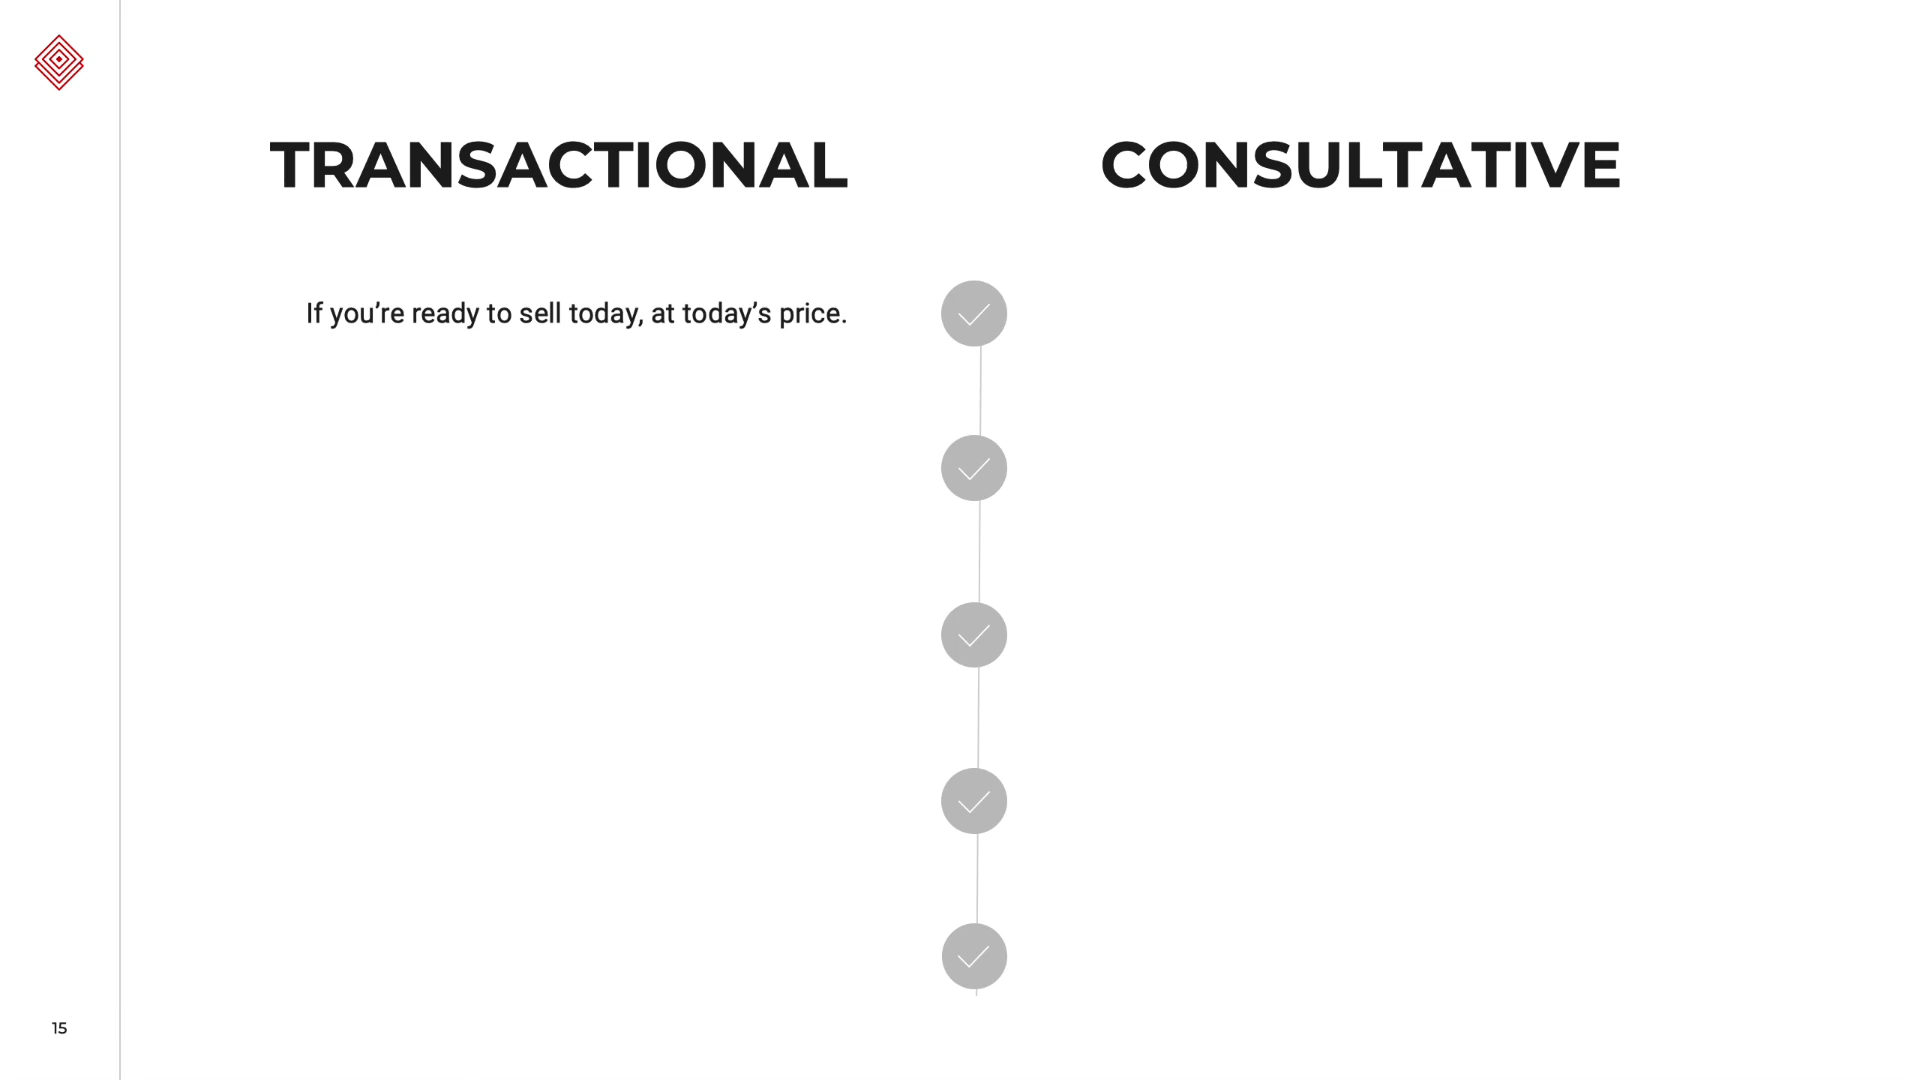 TRANSACTIONAL
CONSULTATIVE
If you’re ready to sell today, at today’s price.
15